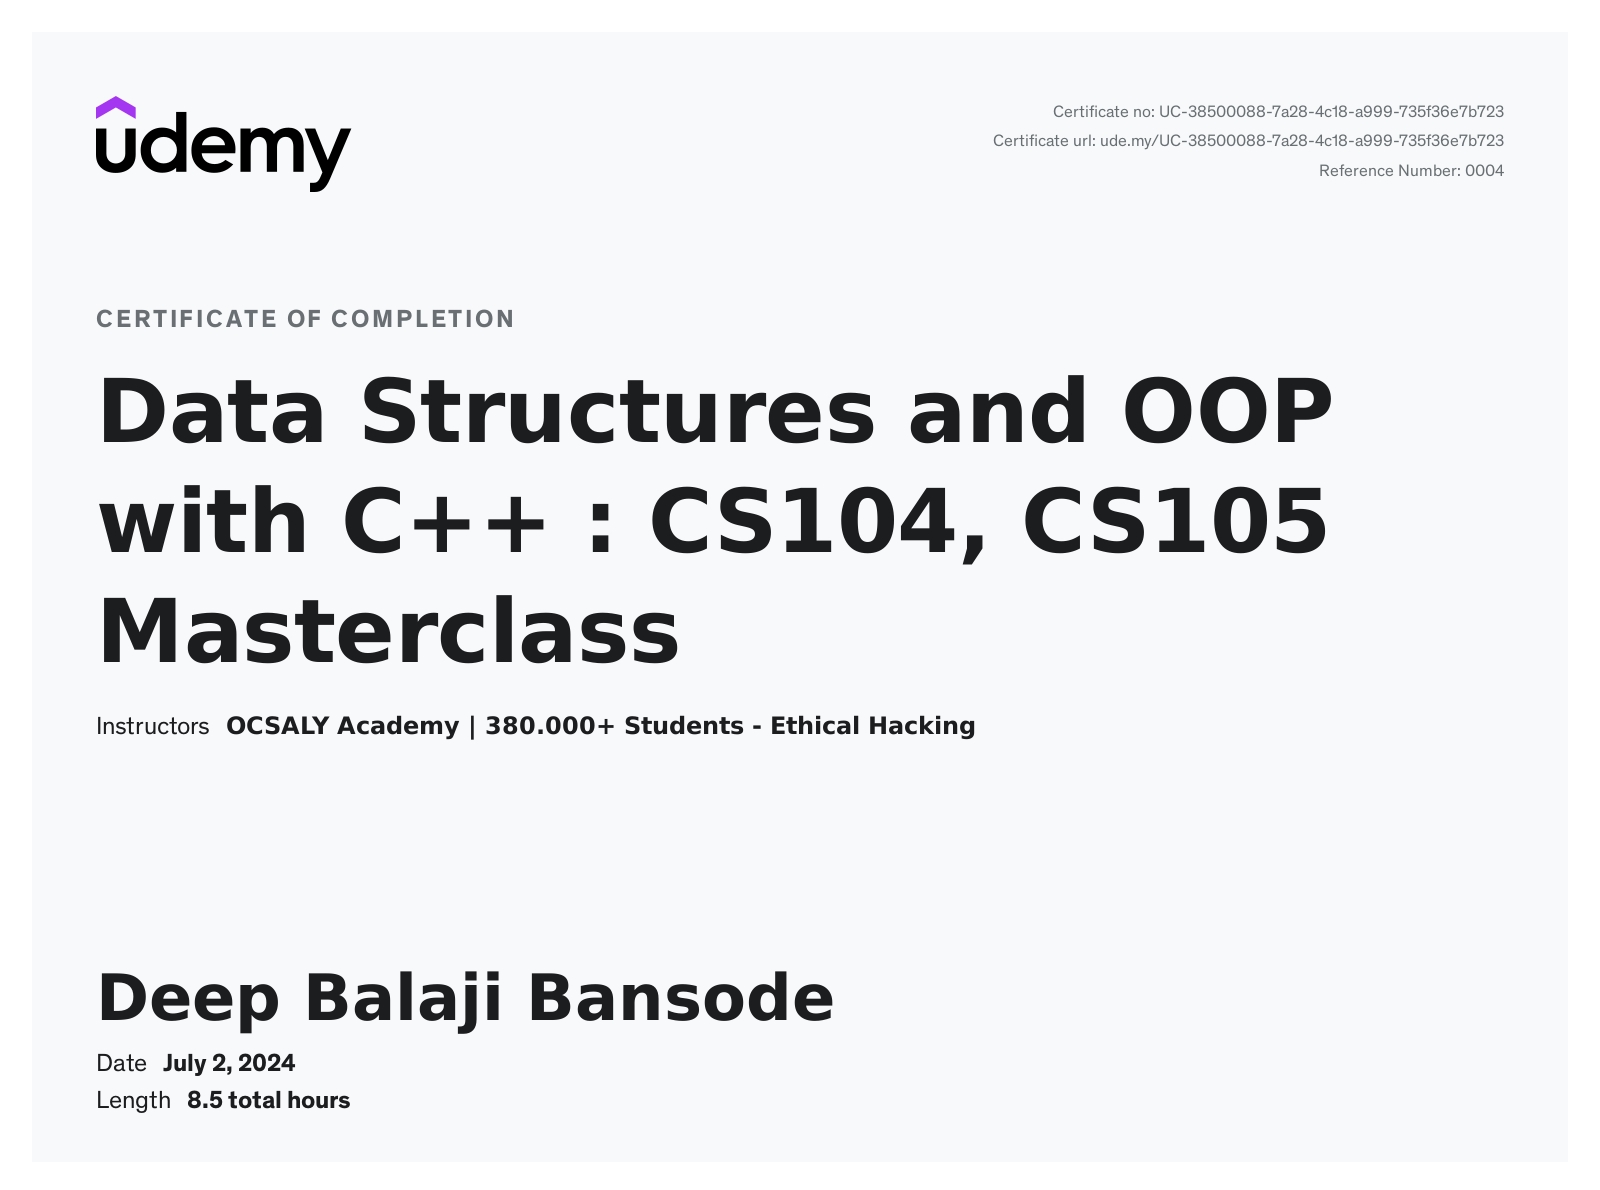 udemy
Certificate no: UC-38500088-7a28-4c18-a999-735f36e7b723
Certificate url: ude.my/UC-38500088-7a28-4c18-a999-735f36e7b723
Reference Number: 0004
CERTIFICATE OF COMPLETION
Data Structures and OOP
with C++ : CS104, CS105
Masterclass
Instructors OCSALY Academy | 380.000+ Students - Ethical Hacking
Deep Balaji Bansode
Date July 2, 2024
Length 8.5 total hours